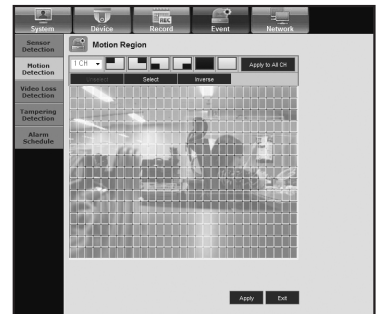 System Device Record Event Network
REC
Sensor
Detection
Motion
Detection
Video Loss
Detection
Tampering
Detection
Alarm
Schedule
Motion Region
1 CH Apply to All CH
Unselect Select Inverse
Apply Exit